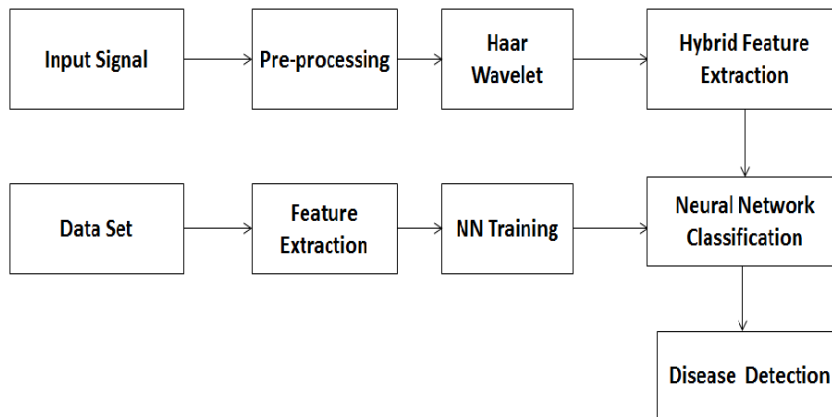 Input Signal
Pre-processing
Haar
Wavelet
Hybrid Feature
Extraction
Data Set
Feature
Extraction
NN Training
Neural Network
Classification
Disease Detection